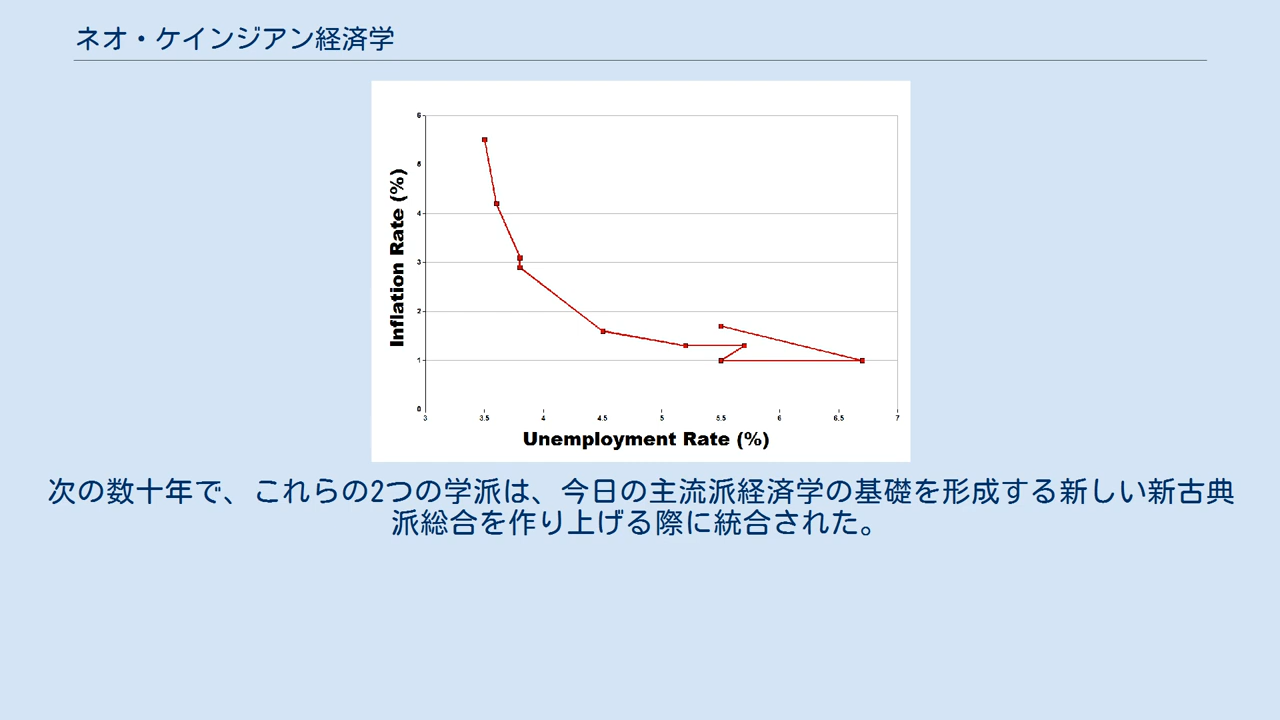 ネオ・ケインジアン経済学
6
5
4
3
2
1
0
Inflation Rate (%)
3 3.5 4 4.5 5 5.5 6 6.5 7
Unemployment Rate (%)
次の数十年で、これらの2つの学派は、今日の主流派経済学の基礎を形成する新しい新古典
派総合を作り上げる際に統合された。